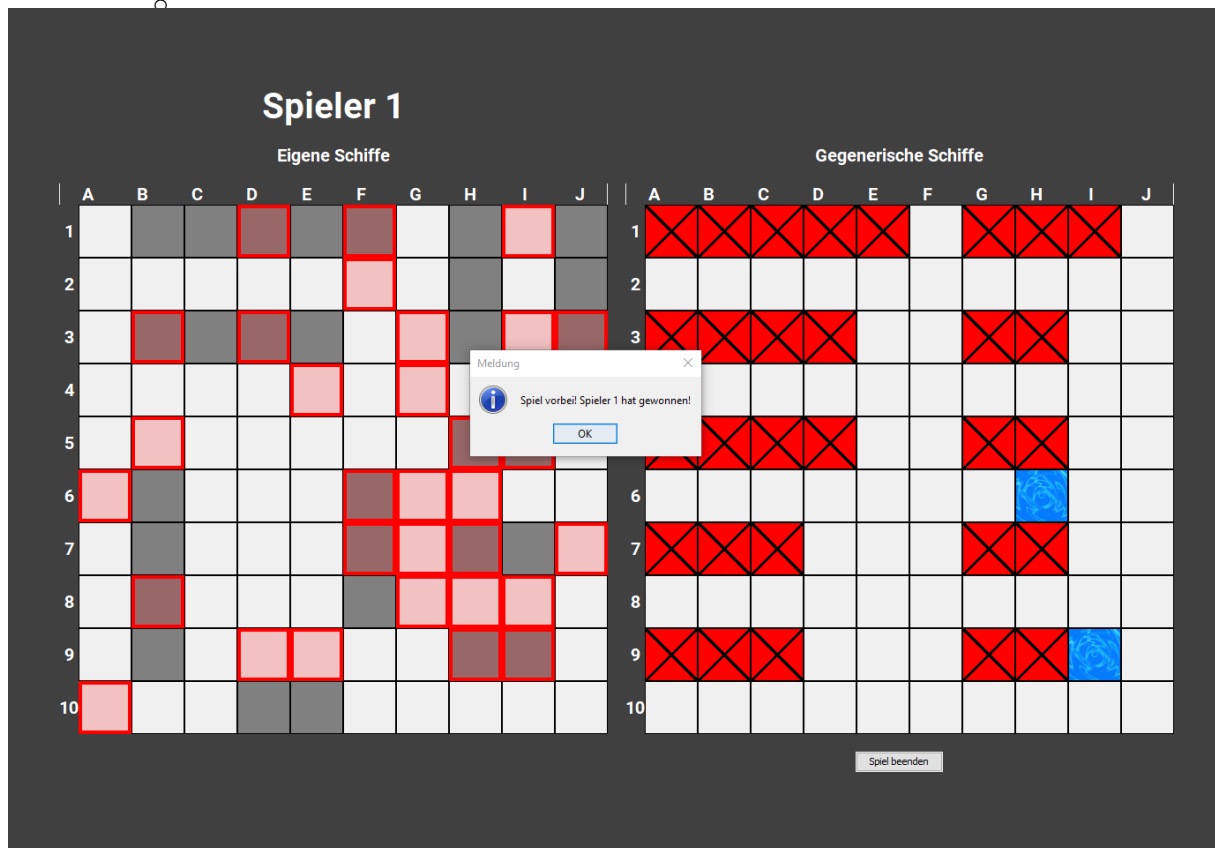 Spieler 1
Eigene Schiffe
Gegenerische Schiffe
A B C D E F G H I J
A B C D E F G H I J
1
1
2
2
3
3
4
4
Meldung
Spiel vorbei! Spieler 1 hat gewonnen!
OK
5
5
6
6
7
7
8
8
9
9
10
10
Spiel beenden